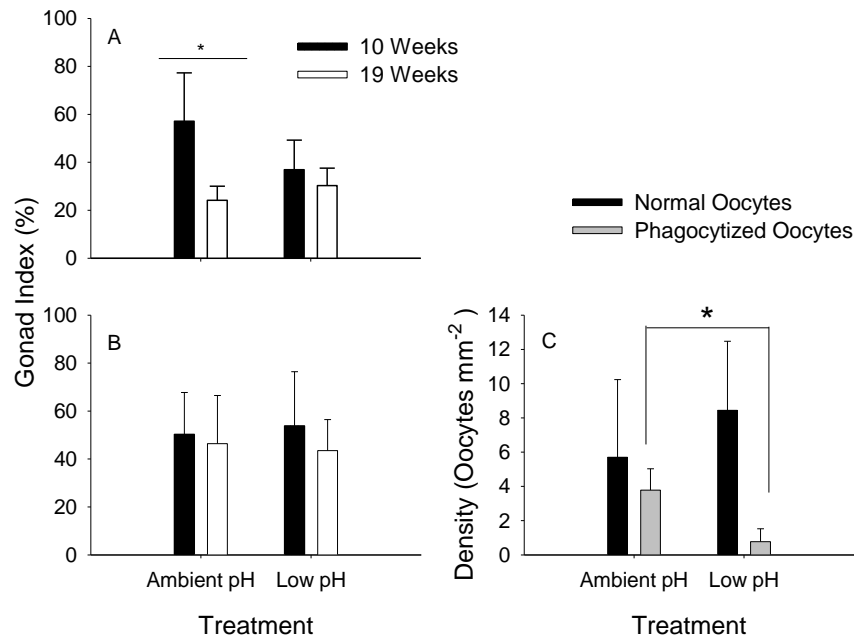 100
A
*
10 Weeks
80
19 Weeks
60
40
20
0
Normal Oocytes
Phagocytized Oocytes
Gonad Index (%)
100
B
80
60
40
20
0
Ambient pH Low pH
Treatment
14
C
*
12
10
8
6
4
2
0
Density (Oocytes mm⁻² )
Ambient pH Low pH
Treatment